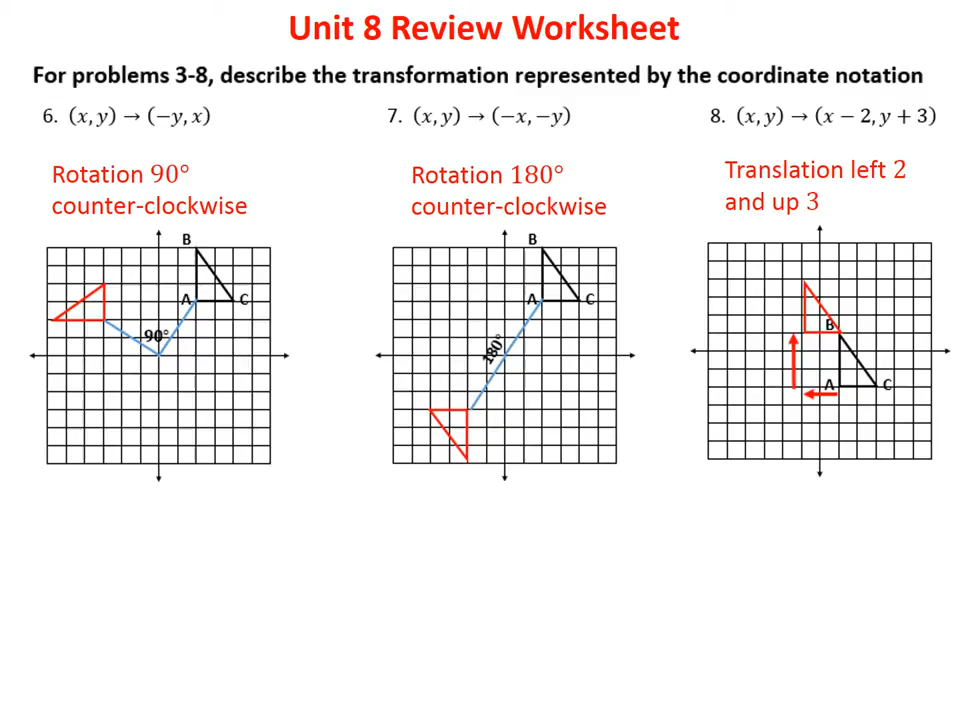 Unit 8 Review Worksheet
For problems 3-8, describe the transformation represented by the coordinate notation
6. (x, y) → (−y, x)
7. (x, y) → (−x, −y)
8. (x, y) → (x − 2, y + 3)
Rotation 90°
counter-clockwise
Rotation 180°
counter-clockwise
Translation left 2
and up 3
B
A
C
90°
B
A
C
180°
B
A
C